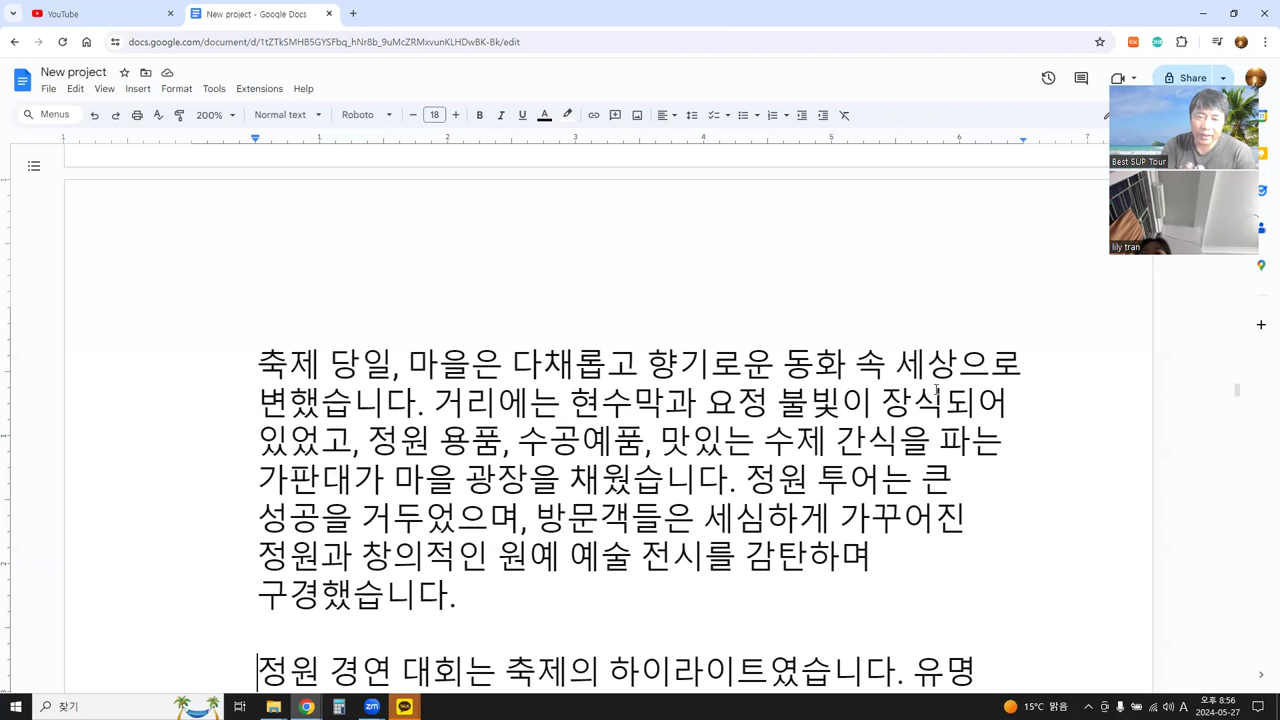 YouTube
New project - Google Docs
docs.google.com/document/d/1tZTkSMHB5GYSFbq_hNr8b_9uMcZRMxvunKLHDwBK-Bk/edit
New project
File Edit View Insert Format Tools Extensions Help
Share
Menus 200% Normal text Roboto 18 B I U A
1 1 2 3 4 5 6 7
Best SUP Tour
lily tran
축제 당일, 마을은 다채롭고 향기로운 동화 속 세상으로
변했습니다. 거리에는 현수막과 요정 불빛이 장식되어
있었고, 정원 용품, 수공예품, 맛있는 수제 간식을 파는
가판대가 마을 광장을 채웠습니다. 정원 투어는 큰
성공을 거두었으며, 방문객들은 세심하게 가꾸어진
정원과 창의적인 원예 예술 전시를 감탄하며
구경했습니다.
정원 경연 대회는 축제의 하이라이트였습니다. 유명
찾기
15°C 맑음
A
오후 8:56
2024-05-27